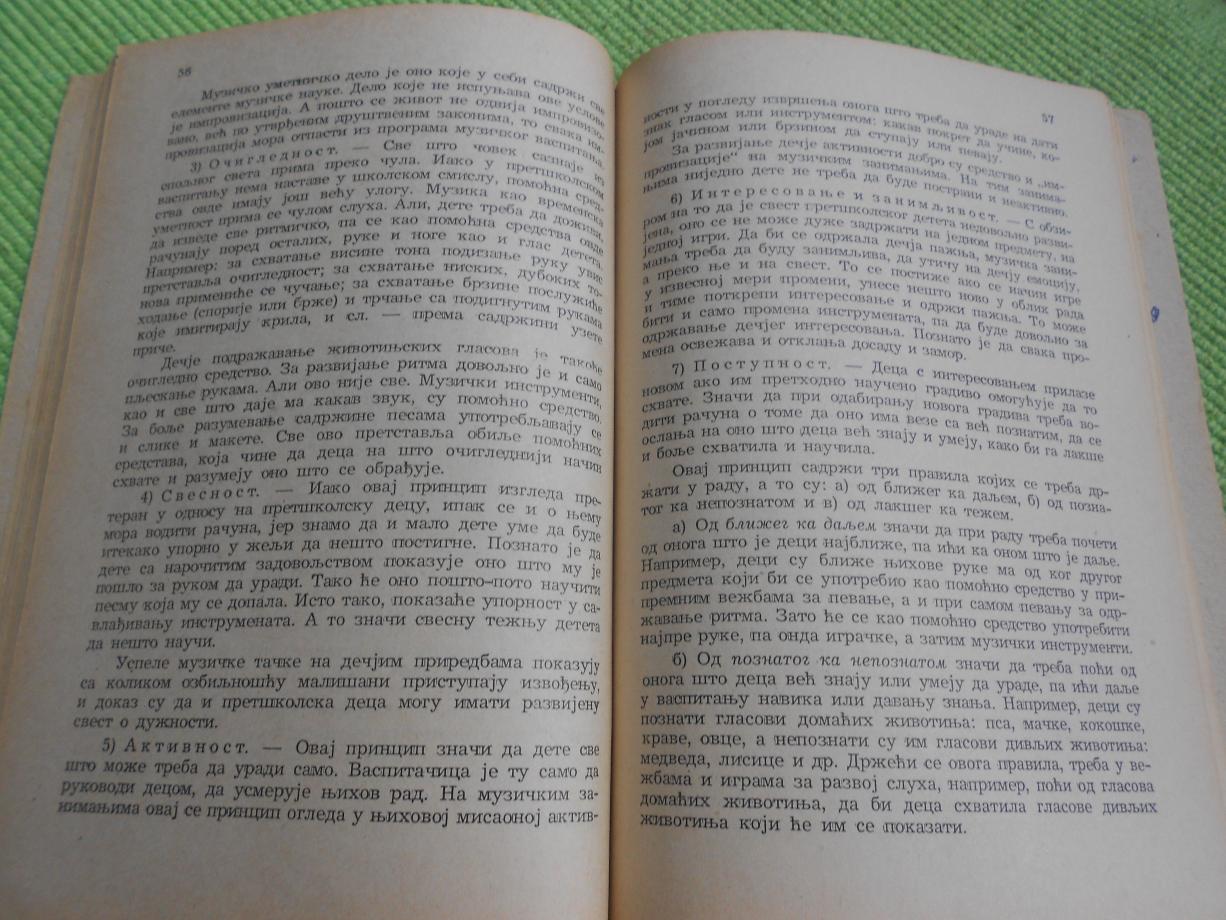 56
Музичко уметничко дело је оно које у себи садржи све
елементе музичке науке. Дело које не испуњава ове услове
је импровизација. А пошто се живот не одвија импровизо-
вано, већ по утврђеним друштвеним законима, то свака им-
провизација мора отпасти из програма музичког васпитања.
3) Очигледност. — Све што човек сазнаје из
спољног света прима преко чула. Иако у претшколском
васпитању нема наставе у школском смислу, помоћна сред-
ства овде имају још већу улогу. Музика као временска
уметност прима се чулом слуха. Али, дете треба да доживи,
да изведе све ритмичко, па се као помоћна средства овде
рачунају поред осталих, руке и ноге као и глас детета.
Например: за схватање висине тона подизање руку увис
претставља очигледност; за схватање ниских, дубоких то-
нова примениће се чучање; за схватање брзине послужиће
ходање (спорије или брже) и трчање са подигнутим рукама
које имитирају крила, и сл. — према садржини узете
приче.
Дечје подражавање животињских гласова је такође
очигледно средство. За развијање ритма довољно је и само
пљескање рукама. Али ово није све. Музички инструменти,
као и све што даје ма какав звук, су помоћно средство.
За боље разумевање садржине песама употребљавају се
и слике и макете. Све ово претставља обиље помоћних
средстава, која чине да деца на што очигледнији начин
схвате и разумеју оно што се обрађује.
4) Свесност. — Иако овај принцип изгледа пре-
теран у односу на претшколску децу, ипак се и о њему
мора водити рачуна, јер знамо да и мало дете уме да буде
итекако упорно у жељи да нешто постигне. Познато је да
дете са нарочитим задовољством показује оно што му је
пошло за руком да уради. Тако ће оно пошто-пото научити
песму која му се допала. Исто тако, показаће упорност у са-
влађивању инструмената. А то значи свесну тежњу детета
да нешто научи.
Успеле музичке тачке на дечјим приредбама показују
са коликом озбиљношћу малишани приступају извођењу,
и доказ су да и претшколска деца могу имати развијену
свест о дужности.
5) Активност. — Овај принцип значи да дете све
што може треба да уради само. Васпитачица је ту само да
руководи децом, да усмерује њихов рад. На музичким за-
нимањима овај се принцип огледа у њиховој мисаоној актив-
57
ности у погледу извршења онога што треба да ураде на дати
знак гласом или инструментом: какав покрет да учине, ко-
јом јачином или брзином да ступају или певају.
За развијање дечје активности добро су средство и „им-
провизације“ на музичким занимањима. На тим занима-
њима ниједно дете не треба да буде пострани и неактивно.
6) Интересовање и занимљивост. — С обзи-
ром на то да је свест претшколског детета недовољно разви-
јена, оно се не може дуже задржати на једном предмету, на
једној игри. Да би се одржала дечја пажња, музичка зани-
мања треба да буду занимљива, да утичу на дечју емоцију,
а преко ње и на свест. То се постиже ако се начин игре
у извесној мери промени, унесе нешто ново у облик рада
и тиме поткрепи интересовање и одржи пажња. То може
бити и само промена инструмента, па да буде довољно за
одржавање дечјег интересовања. Познато је да свака про-
мена освежава и отклања досаду и замор.
7) Поступност. — Деца с интересовањем прилазе
новом ако им претходно научено градиво омогућује да то
схвате. Значи да при одабирању новога градива треба во-
дити рачуна о томе да оно има везе са већ познатим, да се
ослања на оно што деца већ знају и умеју, како би га лакше
и боље схватила и научила.
Овај принцип садржи три правила којих се треба др-
жати у раду, а то су: а) од ближег ка даљем, б) од позна-
тог ка непознатом и в) од лакшег ка тежем.
а) Од ближег ка даљем значи да при раду треба почети
од онога што је деци најближе, па ићи ка оном што је даље.
Например, деци су ближе њихове руке ма од ког другог
предмета који би се употребио као помоћно средство у при-
премним вежбама за певање, а и при самом певању за одр-
жавање ритма. Зато ће се као помоћно средство употребити
најпре руке, па онда играчке, а затим музички инструменти.
б) Од познатог ка непознатом значи да треба поћи од
онога што деца већ знају или умеју да ураде, па ићи даље
у васпитању навика или давању знања. Например, деци су
познати гласови домаћих животиња: пса, мачке, кокошке,
краве, овце, а непознати су им гласови дивљих животиња:
медведа, лисице и др. Држећи се овога правила, треба у ве-
жбама и играма за развој слуха, например, поћи од гласова
домаћих животиња, да би деца схватила гласове дивљих
животиња који ће им се показати.